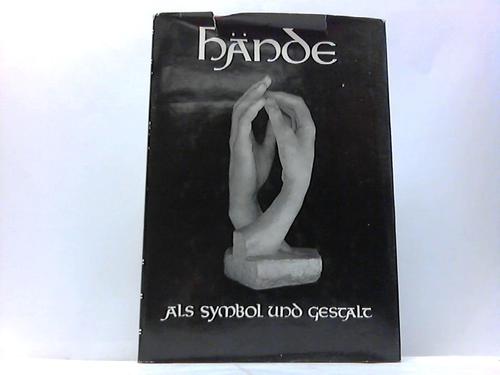 hände
als symbol und gestalt